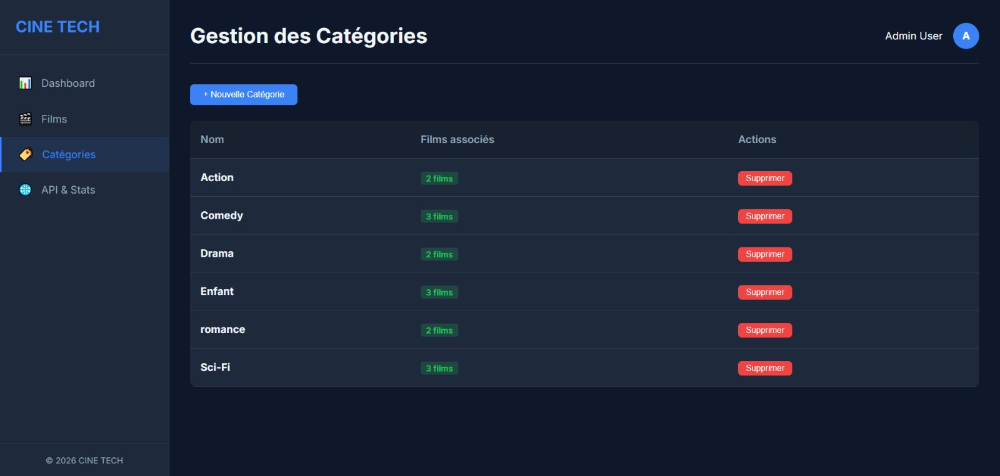 CINE TECH
Dashboard
Films
Catégories
API & Stats
© 2026 CINE TECH
Gestion des Catégories
Admin User A
+ Nouvelle Catégorie
Nom Films associés Actions
Action 2 films Supprimer
Comedy 3 films Supprimer
Drama 2 films Supprimer
Enfant 3 films Supprimer
romance 2 films Supprimer
Sci-Fi 3 films Supprimer